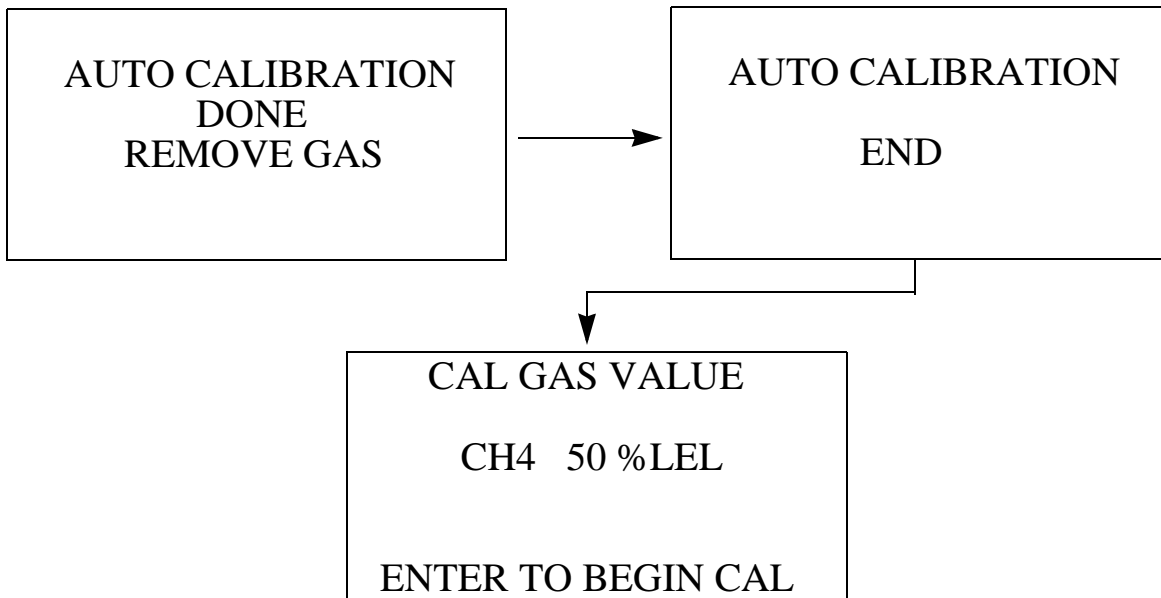 AUTO CALIBRATION
DONE
REMOVE GAS
AUTO CALIBRATION
END
CAL GAS VALUE
CH4 50 %LEL
ENTER TO BEGIN CAL